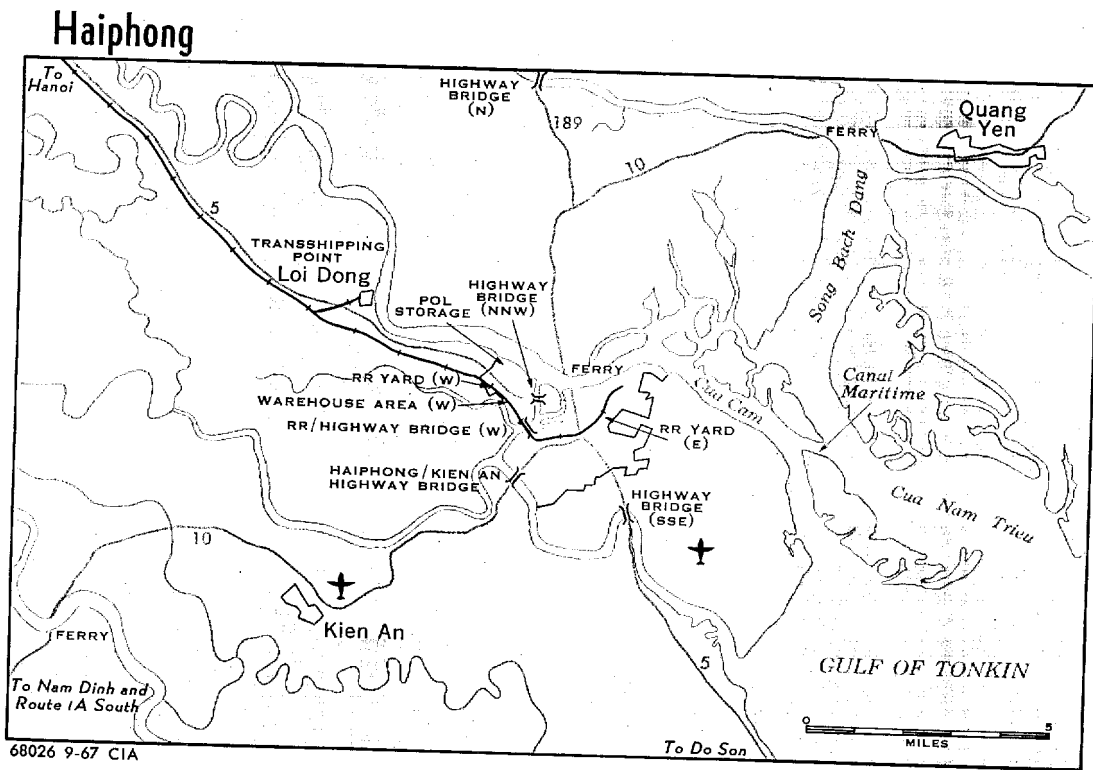 Haiphong
To
Hanoi
HIGHWAY
BRIDGE
(N)
189
FERRY
Quang
Yen
10
5
Song Bach Dang
TRANSSHIPPING
POINT
Loi Dong
POL
STORAGE
HIGHWAY
BRIDGE
(NNW)
FERRY
RR YARD (W)
WAREHOUSE AREA (W)
RR/HIGHWAY BRIDGE (W)
Cua Cam
Canal
Maritime
RR YARD
(E)
HAIPHONG/KIEN AN
HIGHWAY BRIDGE
HIGHWAY
BRIDGE
(SSE)
Cua Nam Trieu
10
Kien An
FERRY
5
GULF OF TONKIN
To Nam Dinh and
Route 1A South
To Do Son
0 5
MILES
68026 9-67 CIA